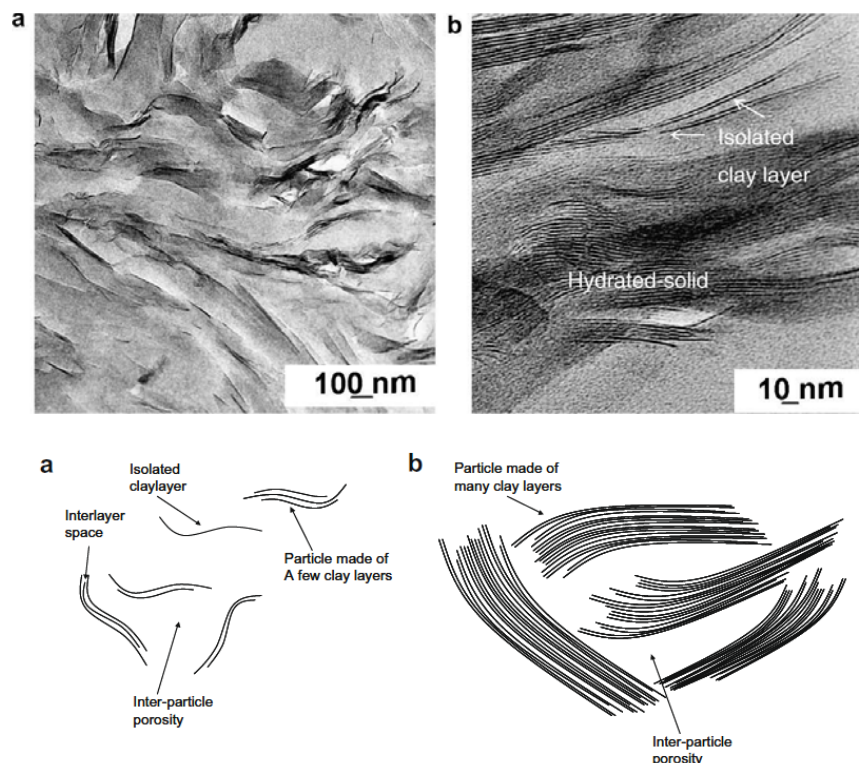 a
b
Isolated
clay layer
Hydrated-solid
100 nm
10 nm
a
b
Isolated
claylayer
Particle made of
many clay layers
Interlayer
space
Particle made of
A few clay layers
Inter-particle
porosity
Inter-particle
porosity